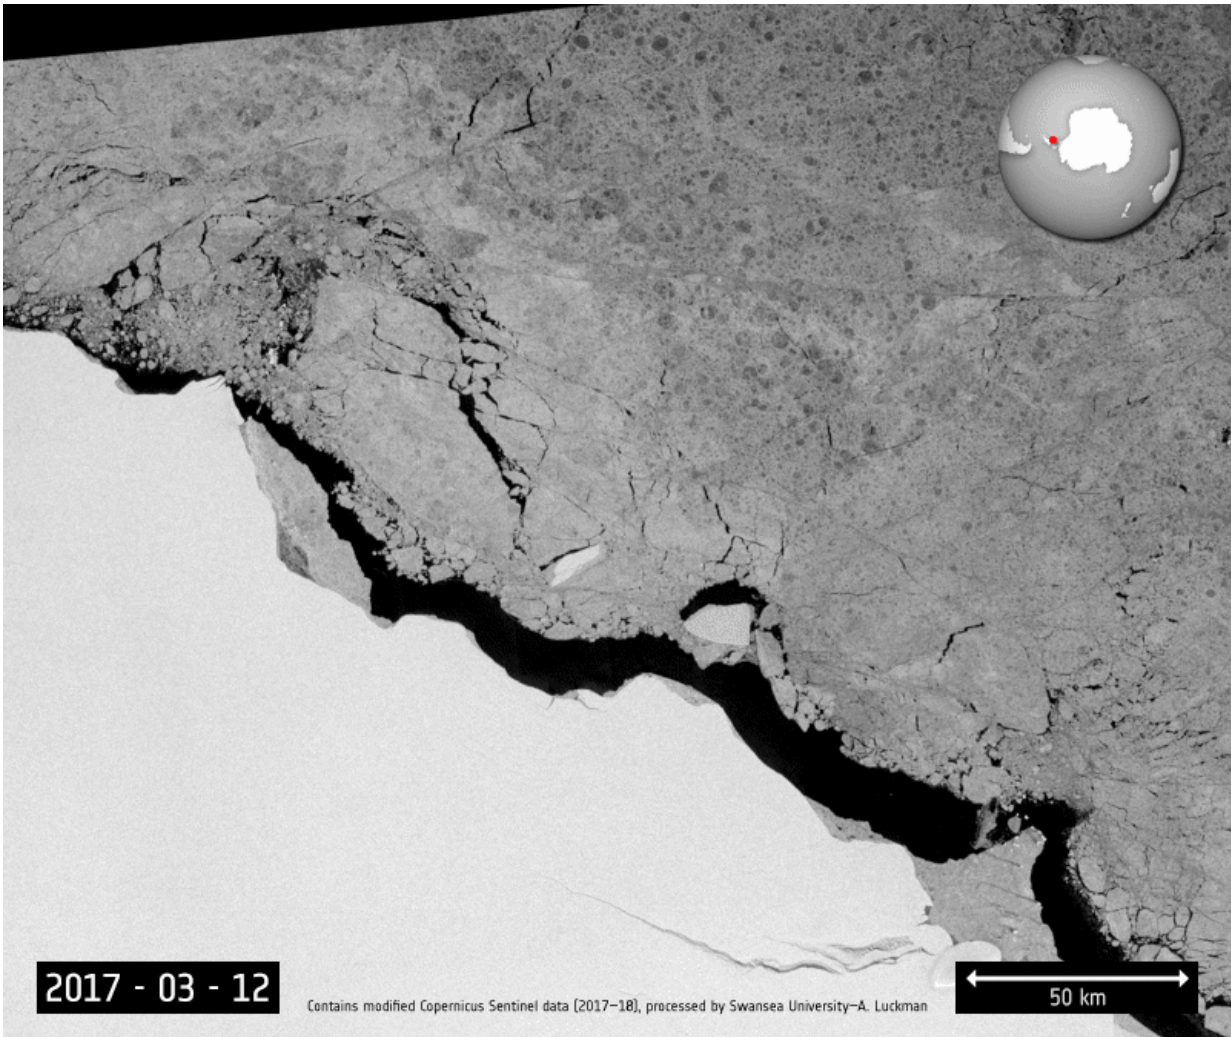 2017 - 03 - 12
Contains modified Copernicus Sentinel data (2017–18), processed by Swansea University–A. Luckman
50 km